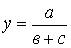 y = a / (в + c)